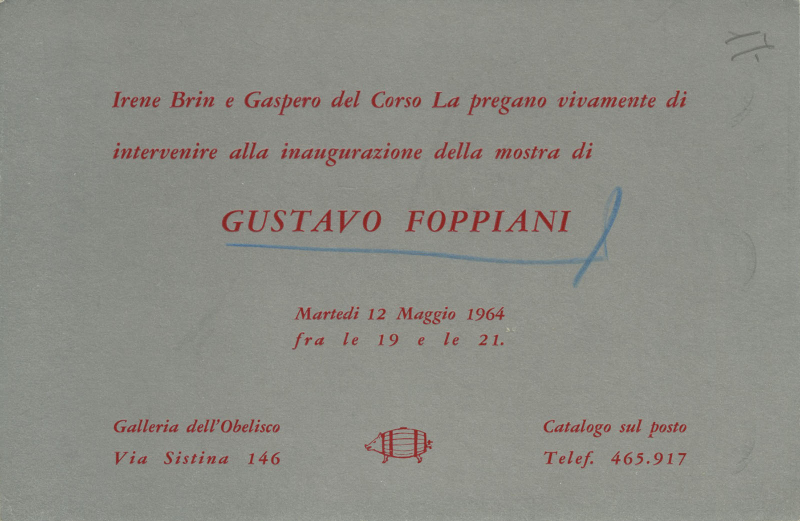 Irene Brin e Gaspero del Corso La pregano vivamente di
intervenire alla inaugurazione della mostra di
GUSTAVO FOPPIANI
Martedi 12 Maggio 1964
fra le 19 e le 21.
Galleria dell'Obelisco
Via Sistina 146
Catalogo sul posto
Telef. 465.917